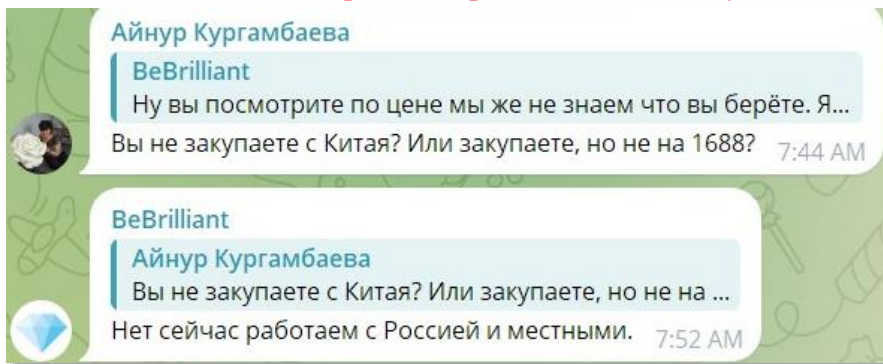 Айнур Кургамбаева
BeBrilliant
Ну вы посмотрите по цене мы же не знаем что вы берёте. Я...
Вы не закупаете с Китая? Или закупаете, но не на 1688?
7:44 AM
BeBrilliant
Айнур Кургамбаева
Вы не закупаете с Китая? Или закупаете, но не на ...
Нет сейчас работаем с Россией и местными.
7:52 AM